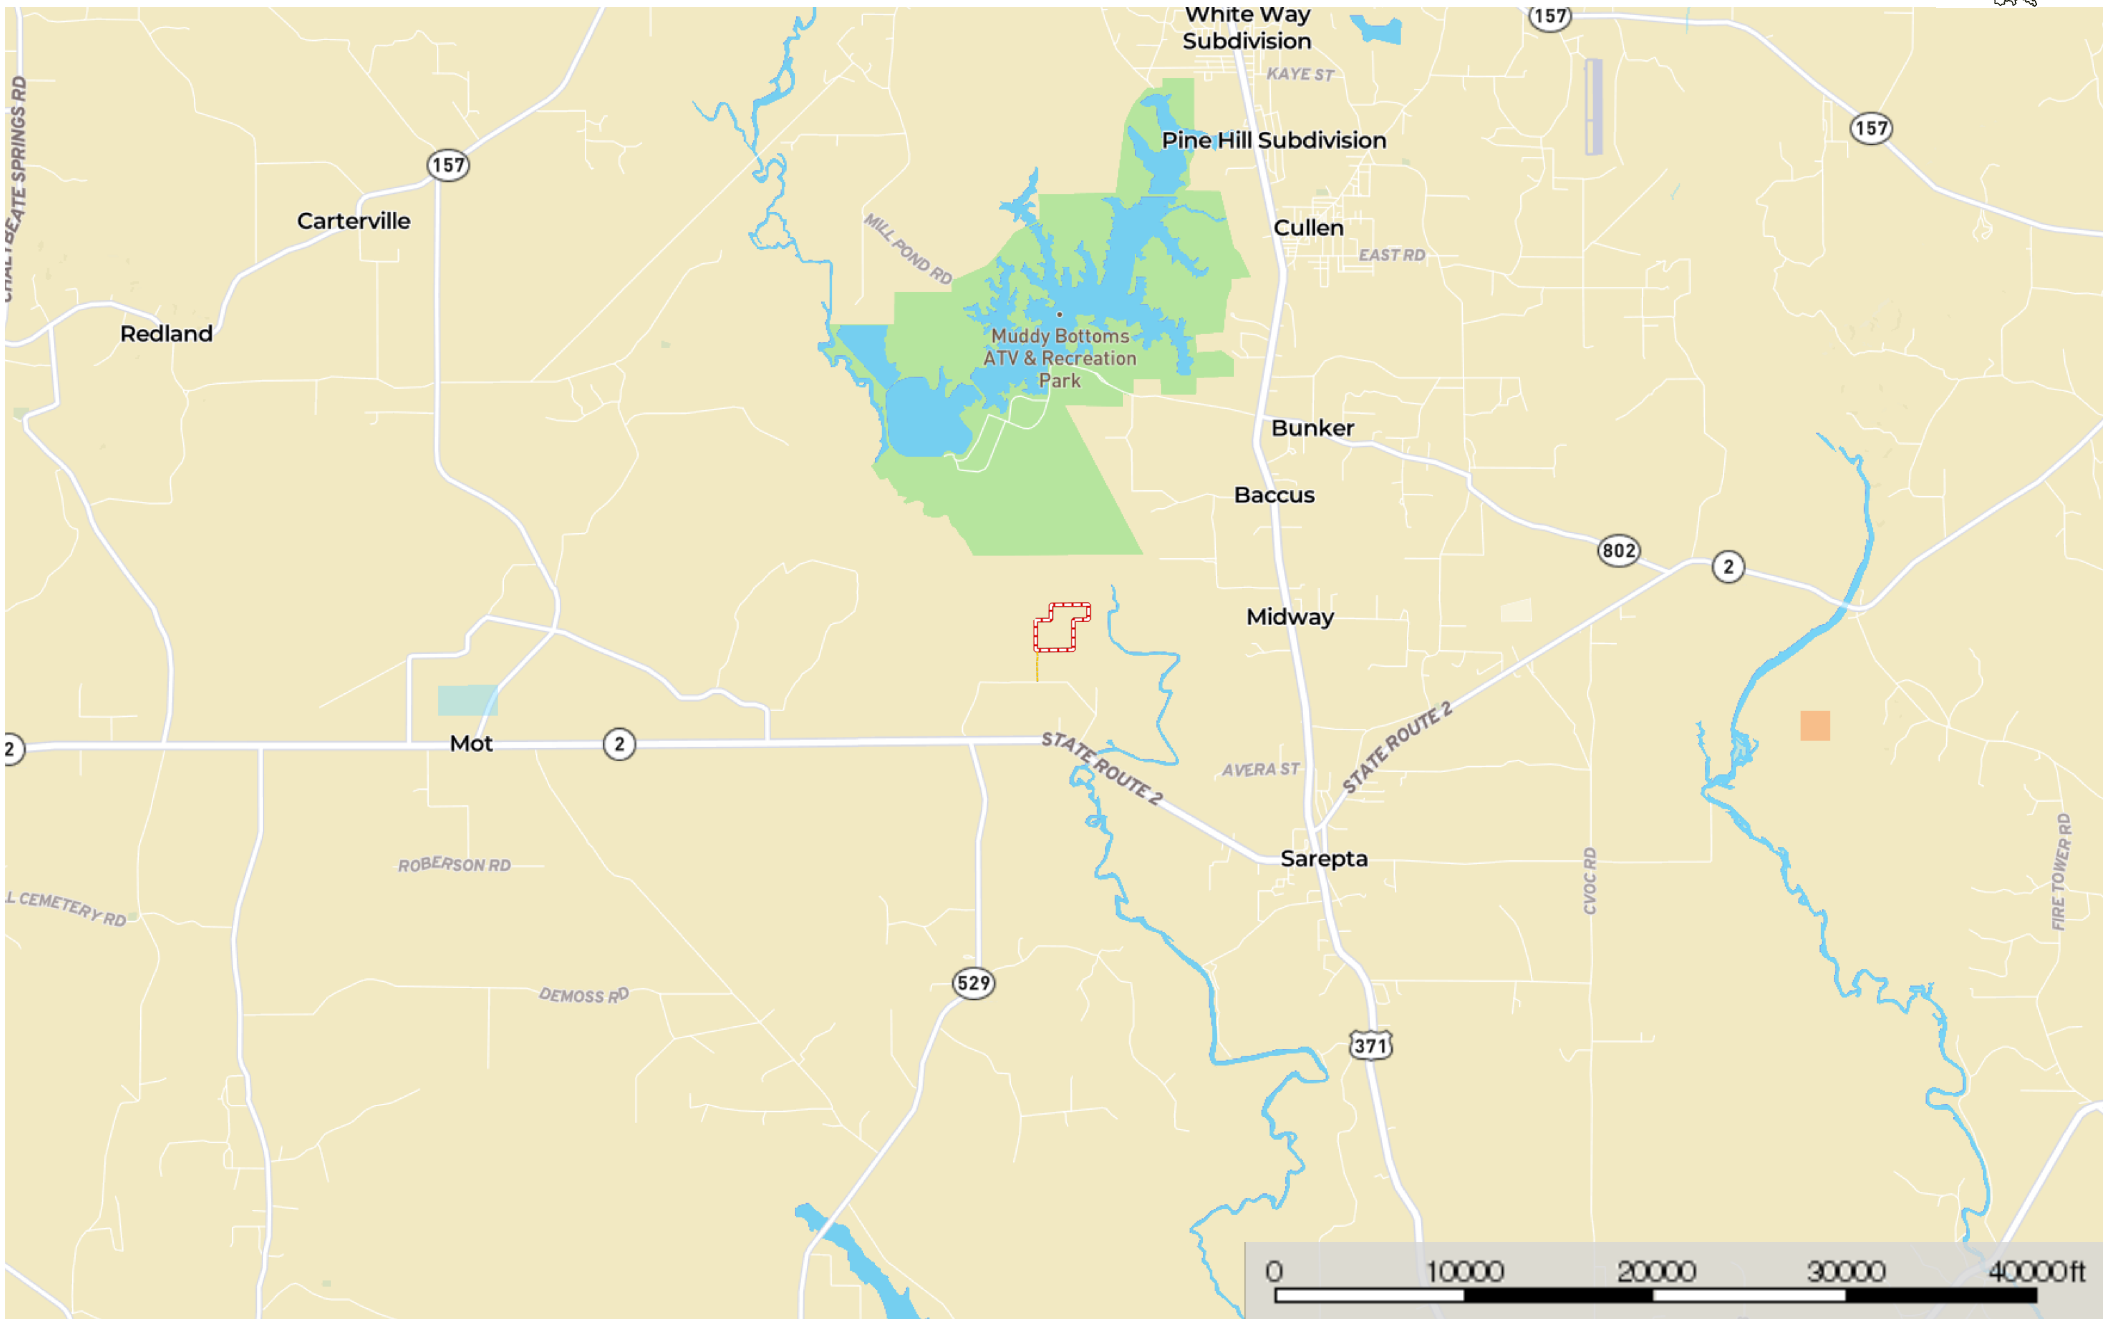 White Way
Subdivision
157
KAYE ST
157
Pine Hill Subdivision
157
Carterville
Cullen
MILL POND RD
EAST RD
CHALYBEATE SPRINGS RD
Redland
Muddy Bottoms
ATV & Recreation
Park
Bunker
Baccus
802
2
Midway
STATE ROUTE 2
2
Mot
2
STATE ROUTE 2
AVERA ST
Sarepta
ROBERSON RD
CVOC RD
FIRE TOWER RD
LL CEMETERY RD
529
DEMOSS RD
371
0 10000 20000 30000 40000ft